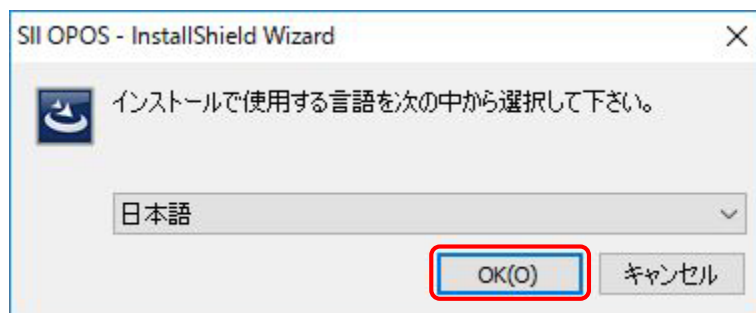 SII OPOS - InstallShield Wizard
インストールで使用する言語を次の中から選択して下さい。
日本語
OK(O)
キャンセル